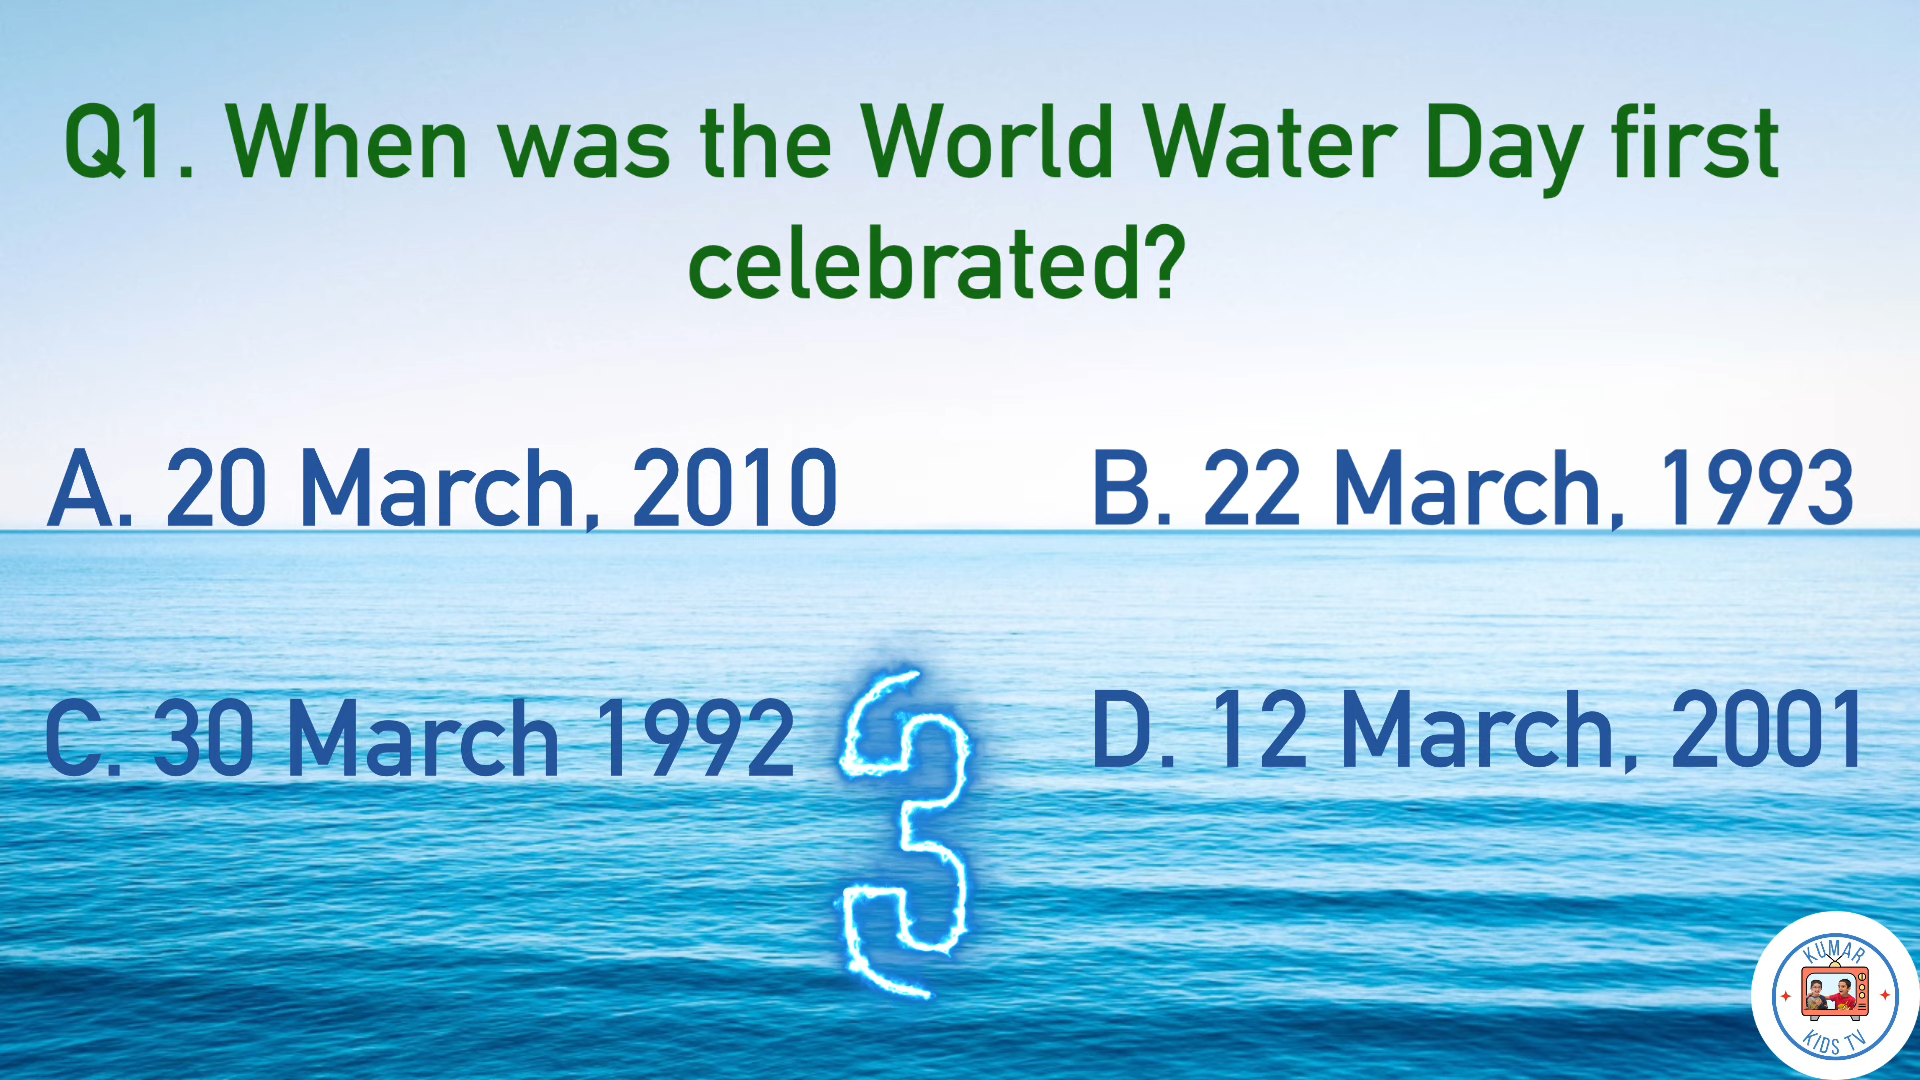 Q1. When was the World Water Day first
celebrated?
A. 20 March, 2010
B. 22 March, 1993
C. 30 March 1992
D. 12 March, 2001
3
KUMAR
KIDS TV